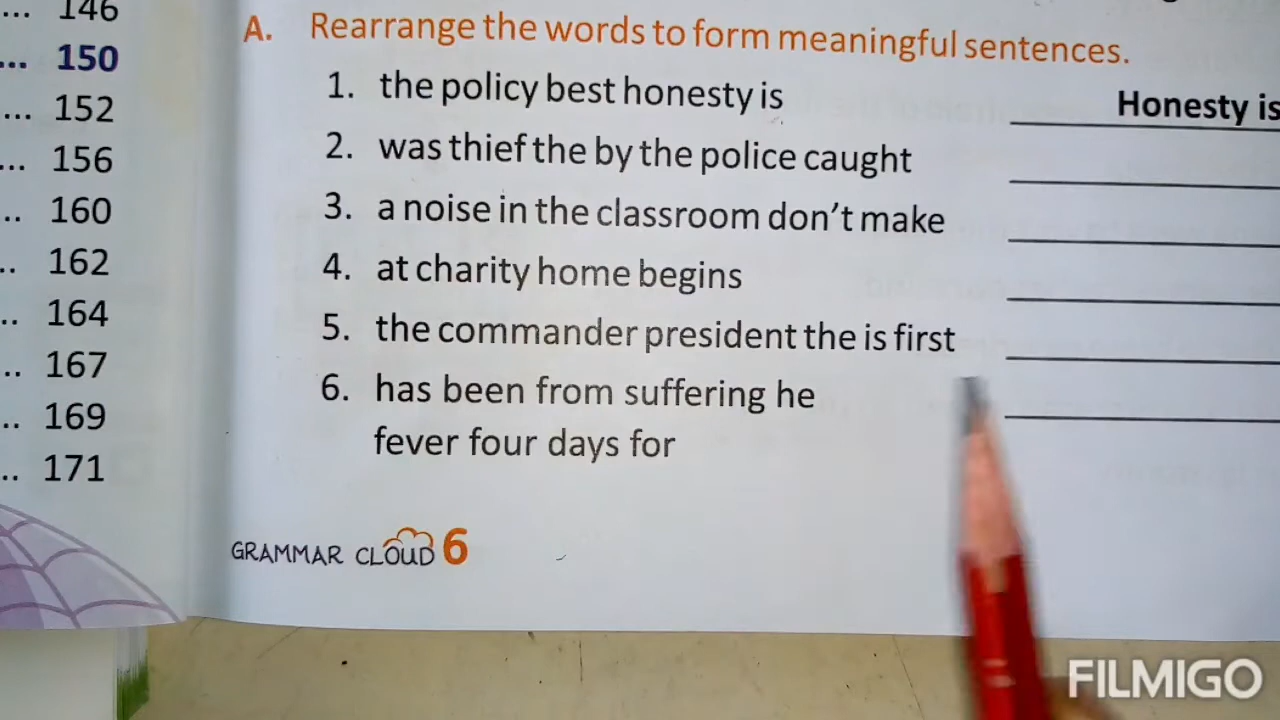 ... 146
... 150
... 152
... 156
.. 160
.. 162
.. 164
.. 167
.. 169
.. 171
A. Rearrange the words to form meaningful sentences.
1. the policy best honesty is Honesty is
2. was thief the by the police caught
3. a noise in the classroom don't make
4. at charity home begins
5. the commander president the is first
6. has been from suffering he
fever four days for
GRAMMAR CLOUD 6
FILMIGO